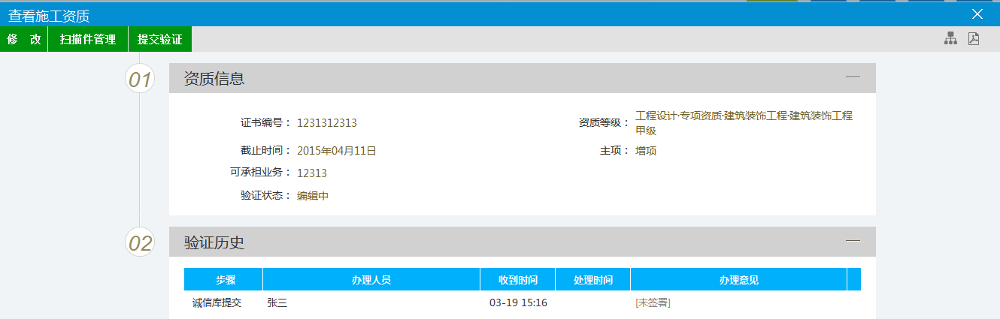 查看施工资质
修 改 扫描件管理 提交验证
01 资质信息
证书编号： 1231312313 资质等级： 工程设计·专项资质·建筑装饰工程·建筑装饰工程
甲级
截止时间： 2015年04月11日 主项： 增项
可承担业务： 12313
验证状态： 编辑中
02 验证历史
步骤 办理人员 收到时间 处理时间 办理意见
诚信库提交 张三 03-19 15:16 [未签署]